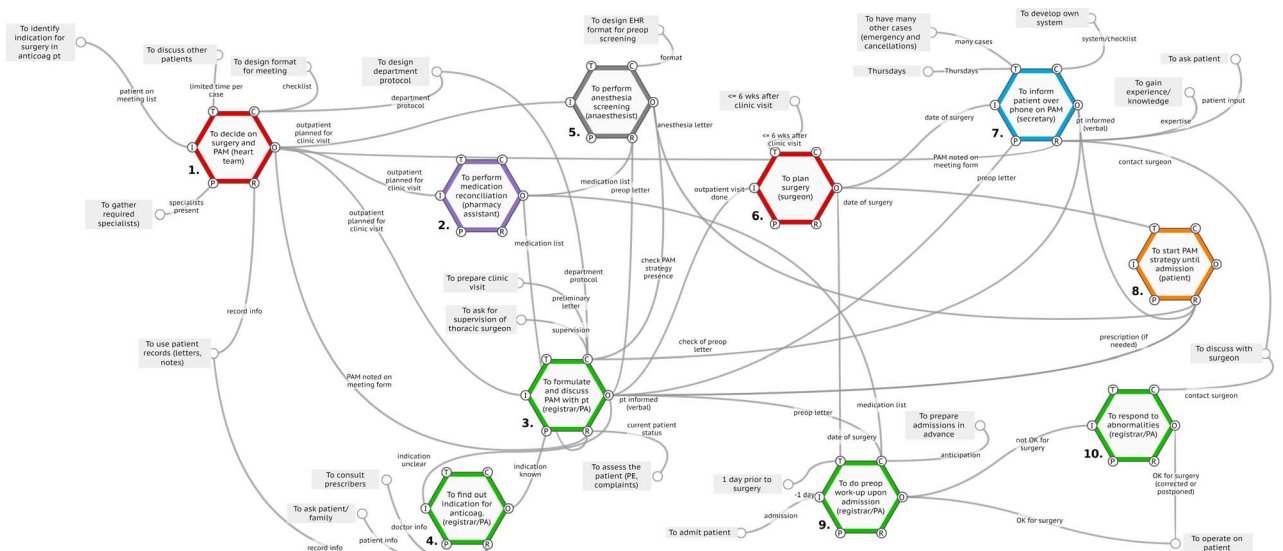 To identify
indication for
surgery in
anticoag pt
To discuss other
patients
To design format
for meeting
limited time per
case
checklist
patient on
meeting list
To design
department
protocol
department
protocol
To design EHR
format for preop
screening
format
T
C
I
O
P
R
To decide on
surgery and
PAM (heart
team)
1.
outpatient
planned for
clinic visit
outpatient
planned for
clinic visit
outpatient
planned for
clinic visit
specialists
present
To gather
required
specialists)
T
C
I
O
P
R
To perform
anesthesia
screening
(anaesthesist)
5.
anesthesia letter
T
C
I
O
P
R
To perform
medication
reconciliation
(pharmacy
assistant)
2.
medication list
preop letter
medication list
<= 6 wks after
clinic visit
<= 6 wks after
clinic visit
T
C
I
O
P
R
To plan
surgery
(surgeon)
6.
outpatient visit
done
date of surgery
date of surgery
To have many
other cases
(emergency and
cancellations)
many cases
Thursdays
Thursdays
To develop own
system
system/checklist
To gain
experience/
knowledge
expertise
To ask patient
patient input
T
C
I
O
P
R
To inform
patient over
phone on PAM
(secretary)
7.
pt informed
(verbal)
PAM noted on
meeting form
preop letter
contact surgeon
T
C
I
O
P
R
To start PAM
strategy until
admission
(patient)
8.
prescription (if
needed)
To prepare clinic
visit
department
protocol
preliminary
letter
To ask for
supervision of
thoracic surgeon
supervision
check PAM
strategy
presence
check of preop
letter
record info
To use patient
records (letters,
notes)
PAM noted on
meeting form
T
C
I
O
P
R
To formulate
and discuss
PAM with pt
(registrar/PA)
3.
pt informed
(verbal)
current patient
status
To assess the
patient (PE,
complaints)
indication
unclear
indication
known
T
C
I
O
P
R
To find out
indication for
anticoag.
(registrar/PA)
4.
To consult
prescribers
doctor info
To ask patient/
family
patient info
record info
preop letter
medication list
date of surgery
To prepare
admissions in
advance
anticipation
1 day prior to
surgery
-1 day
admission
To admit patient
T
C
I
O
P
R
To do preop
work-up upon
admission
(registrar/PA)
9.
not OK for
surgery
OK for surgery
To discuss with
surgeon
contact surgeon
T
C
I
O
P
R
To respond to
abnormalities
(registrar/PA)
10.
OK for surgery
(corrected or
postponed)
To operate on
patient